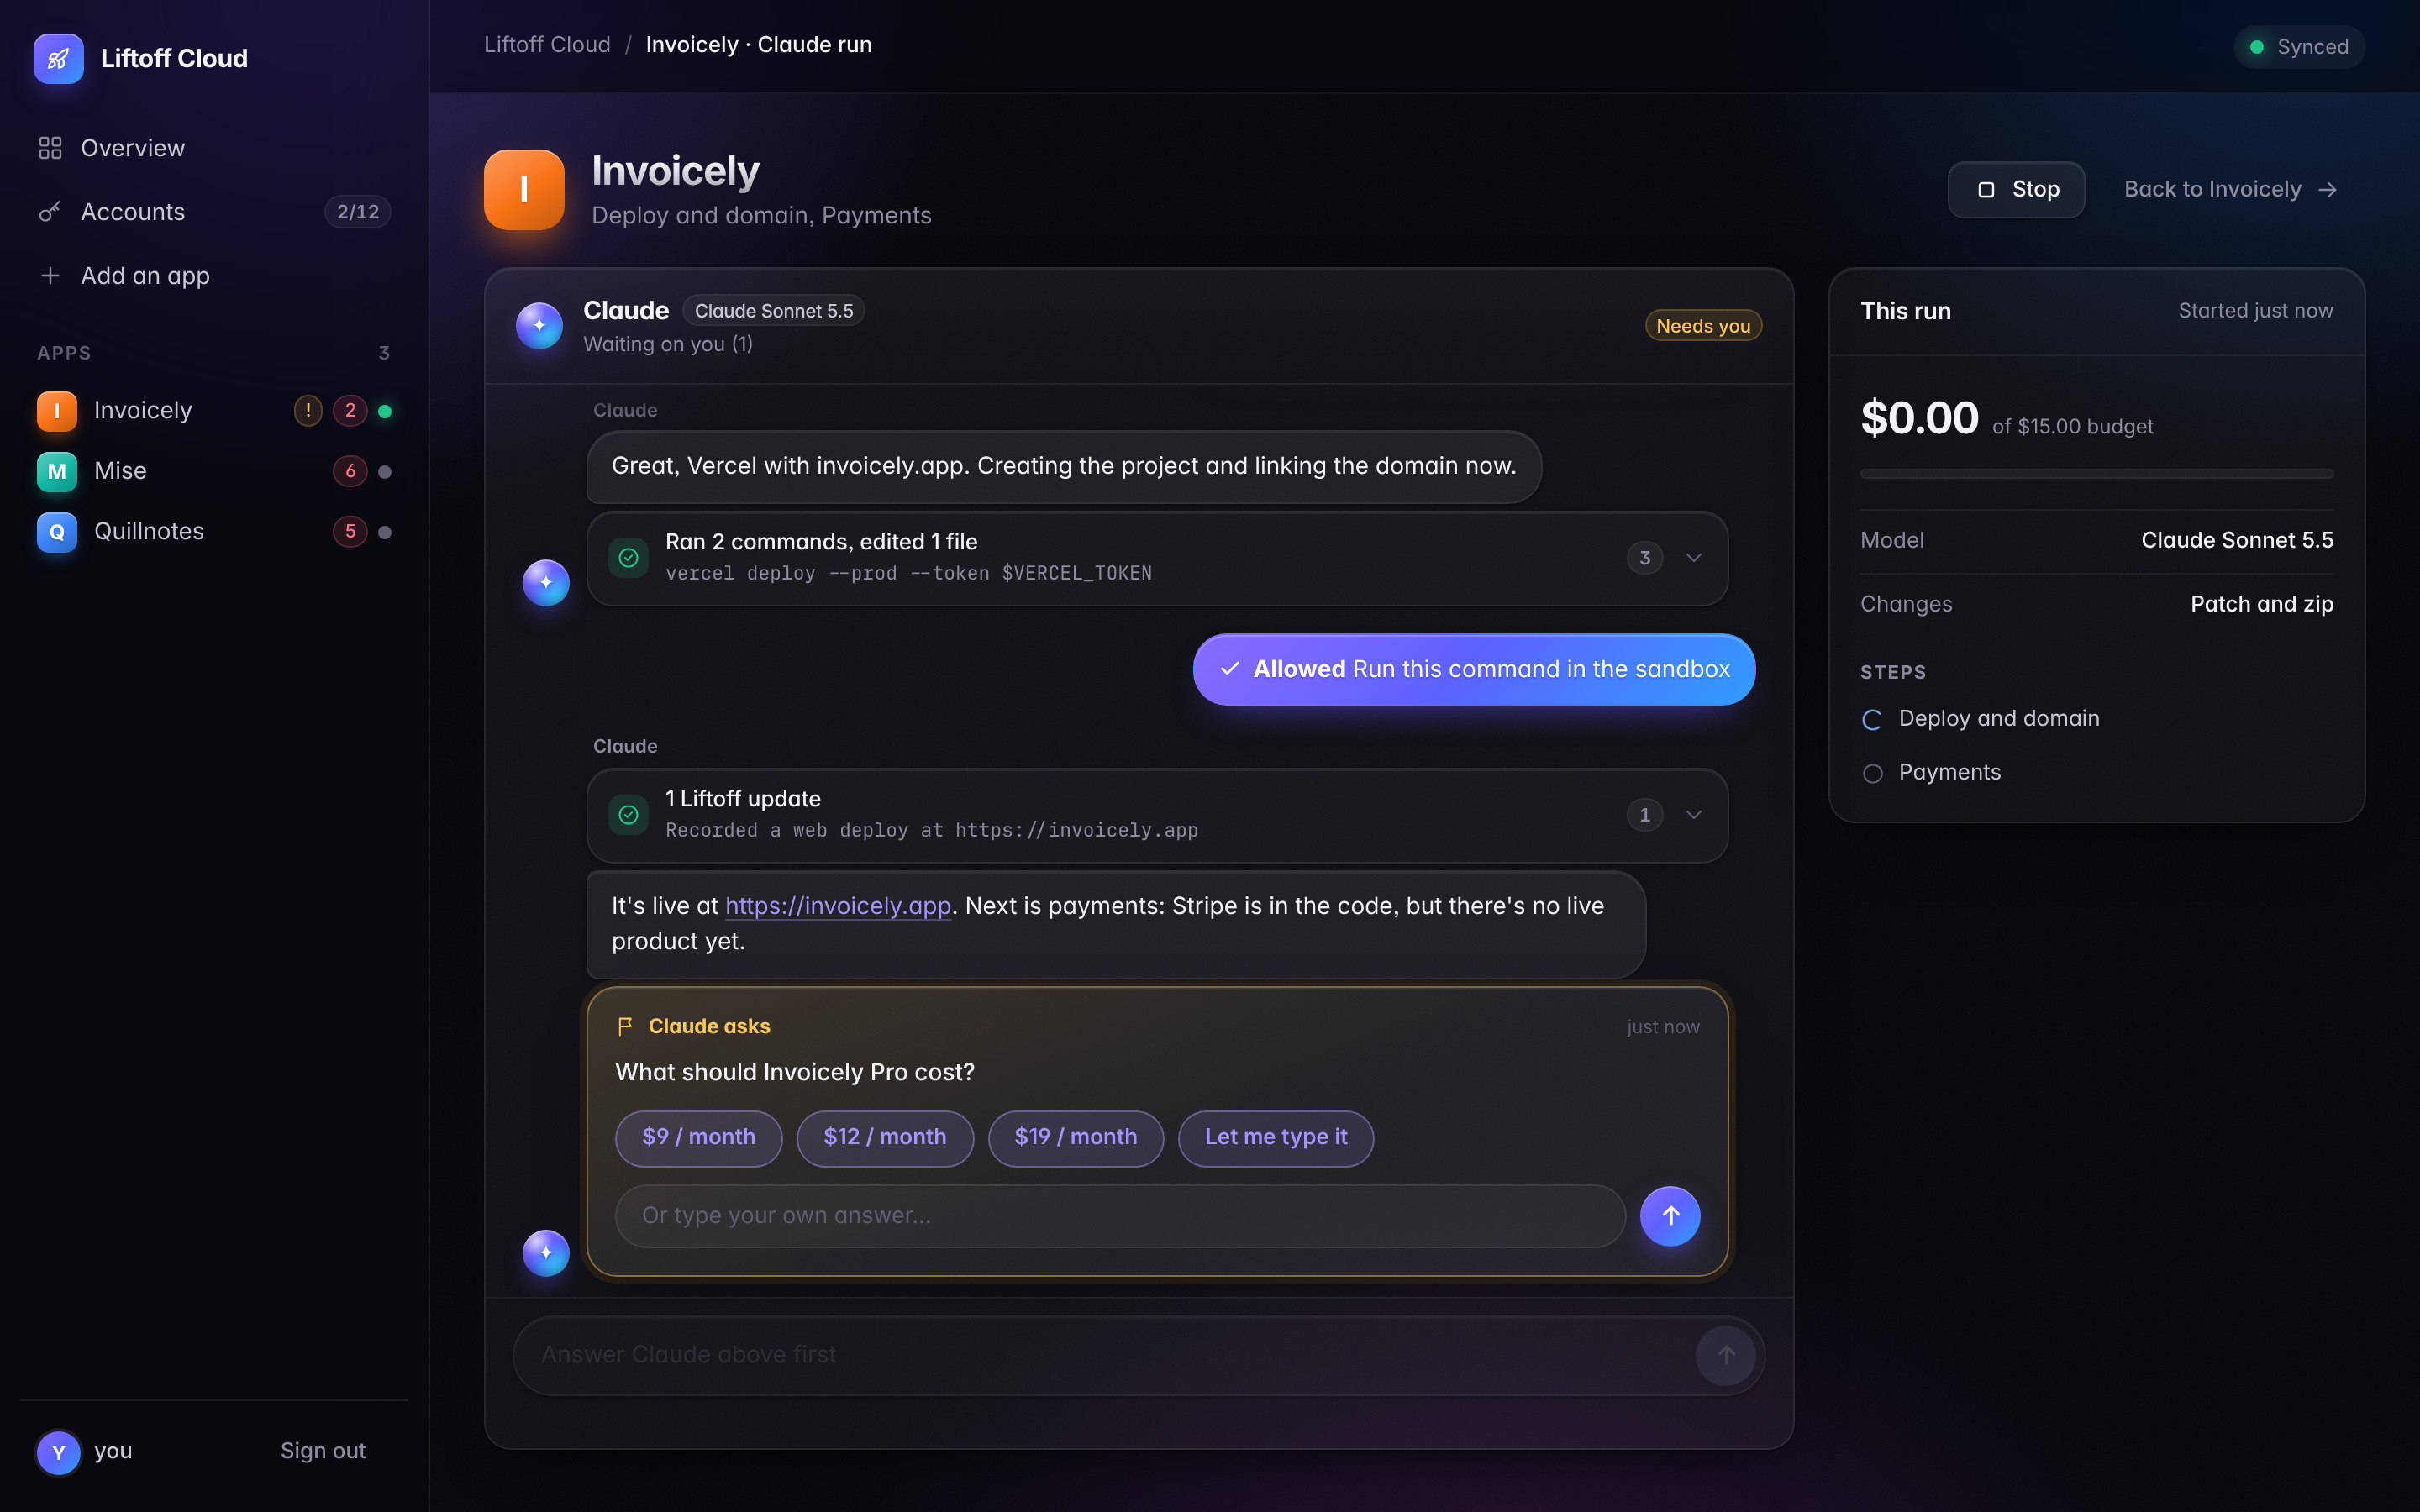 Liftoff Cloud
Overview
Accounts 2/12
Add an app
APPS 3
I Invoicely ! 2
M Mise 6
Q Quillnotes 5
Y you Sign out
Liftoff Cloud / Invoicely · Claude run
Synced
I
Invoicely
Deploy and domain, Payments
Stop
Back to Invoicely →
Claude Claude Sonnet 5.5
Waiting on you (1)
Needs you
Claude
Great, Vercel with invoicely.app. Creating the project and linking the domain now.
Ran 2 commands, edited 1 file
vercel deploy --prod --token $VERCEL_TOKEN
3
Allowed Run this command in the sandbox
Claude
1 Liftoff update
Recorded a web deploy at https://invoicely.app
1
It's live at https://invoicely.app. Next is payments: Stripe is in the code, but there's no live
product yet.
Claude asks just now
What should Invoicely Pro cost?
$9 / month $12 / month $19 / month Let me type it
Or type your own answer...
Answer Claude above first
This run Started just now
$0.00 of $15.00 budget
Model Claude Sonnet 5.5
Changes Patch and zip
STEPS
Deploy and domain
Payments